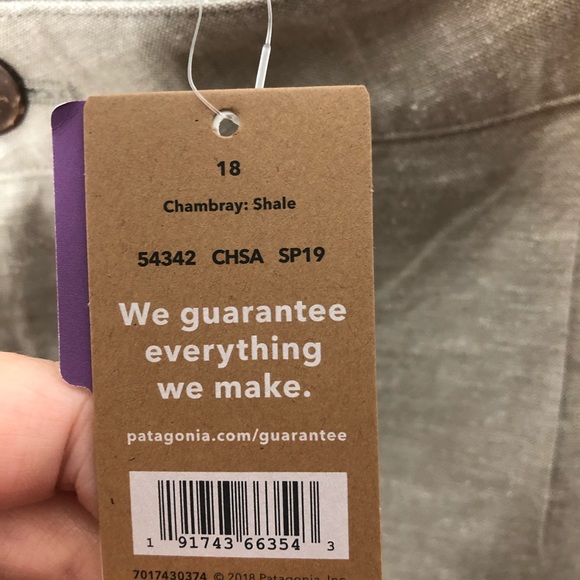 18
Chambray: Shale
54342 CHSA SP19
We guarantee
everything
we make.
patagonia.com/guarantee
1 91743 66354 3
7017430374 © 2018 Patagonia, Inc.